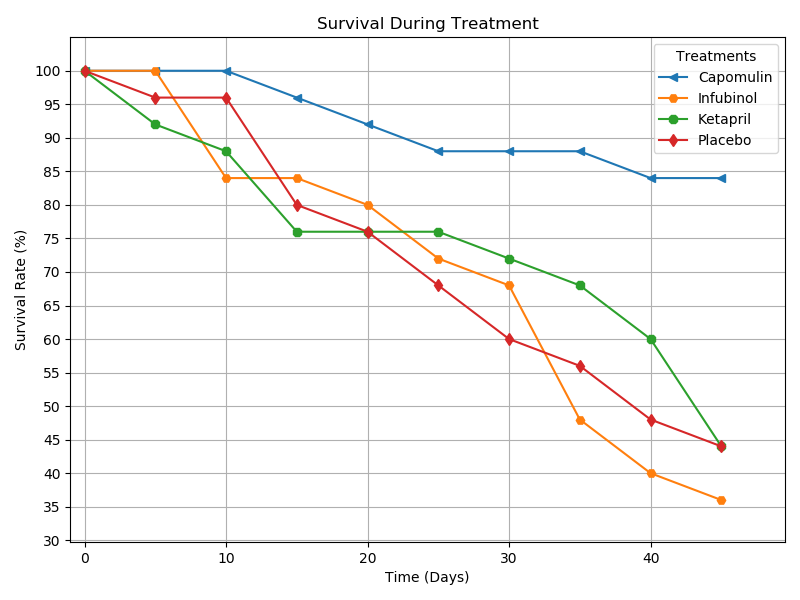 Survival During Treatment
Treatments
Capomulin
Infubinol
Ketapril
Placebo
Survival Rate (%)
100
95
90
85
80
75
70
65
60
55
50
45
40
35
30
0 10 20 30 40
Time (Days)